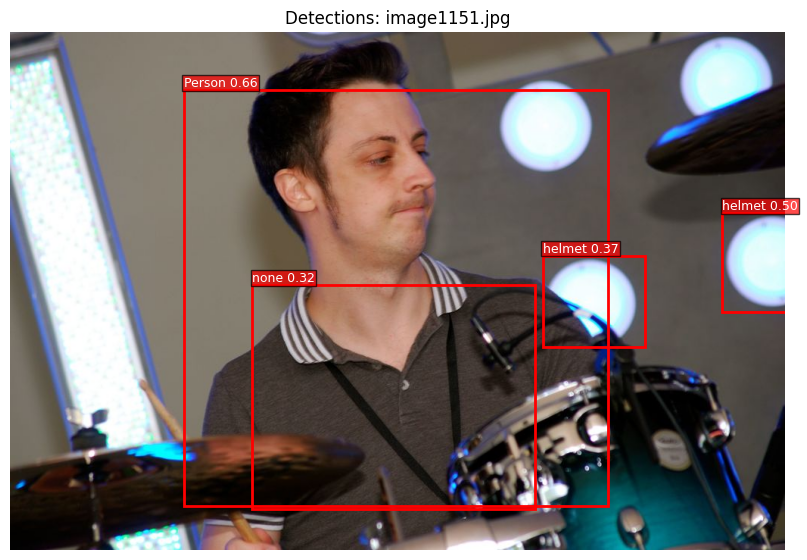 Detections: image1151.jpg
Person 0.66
helmet 0.50
helmet 0.37
none 0.32